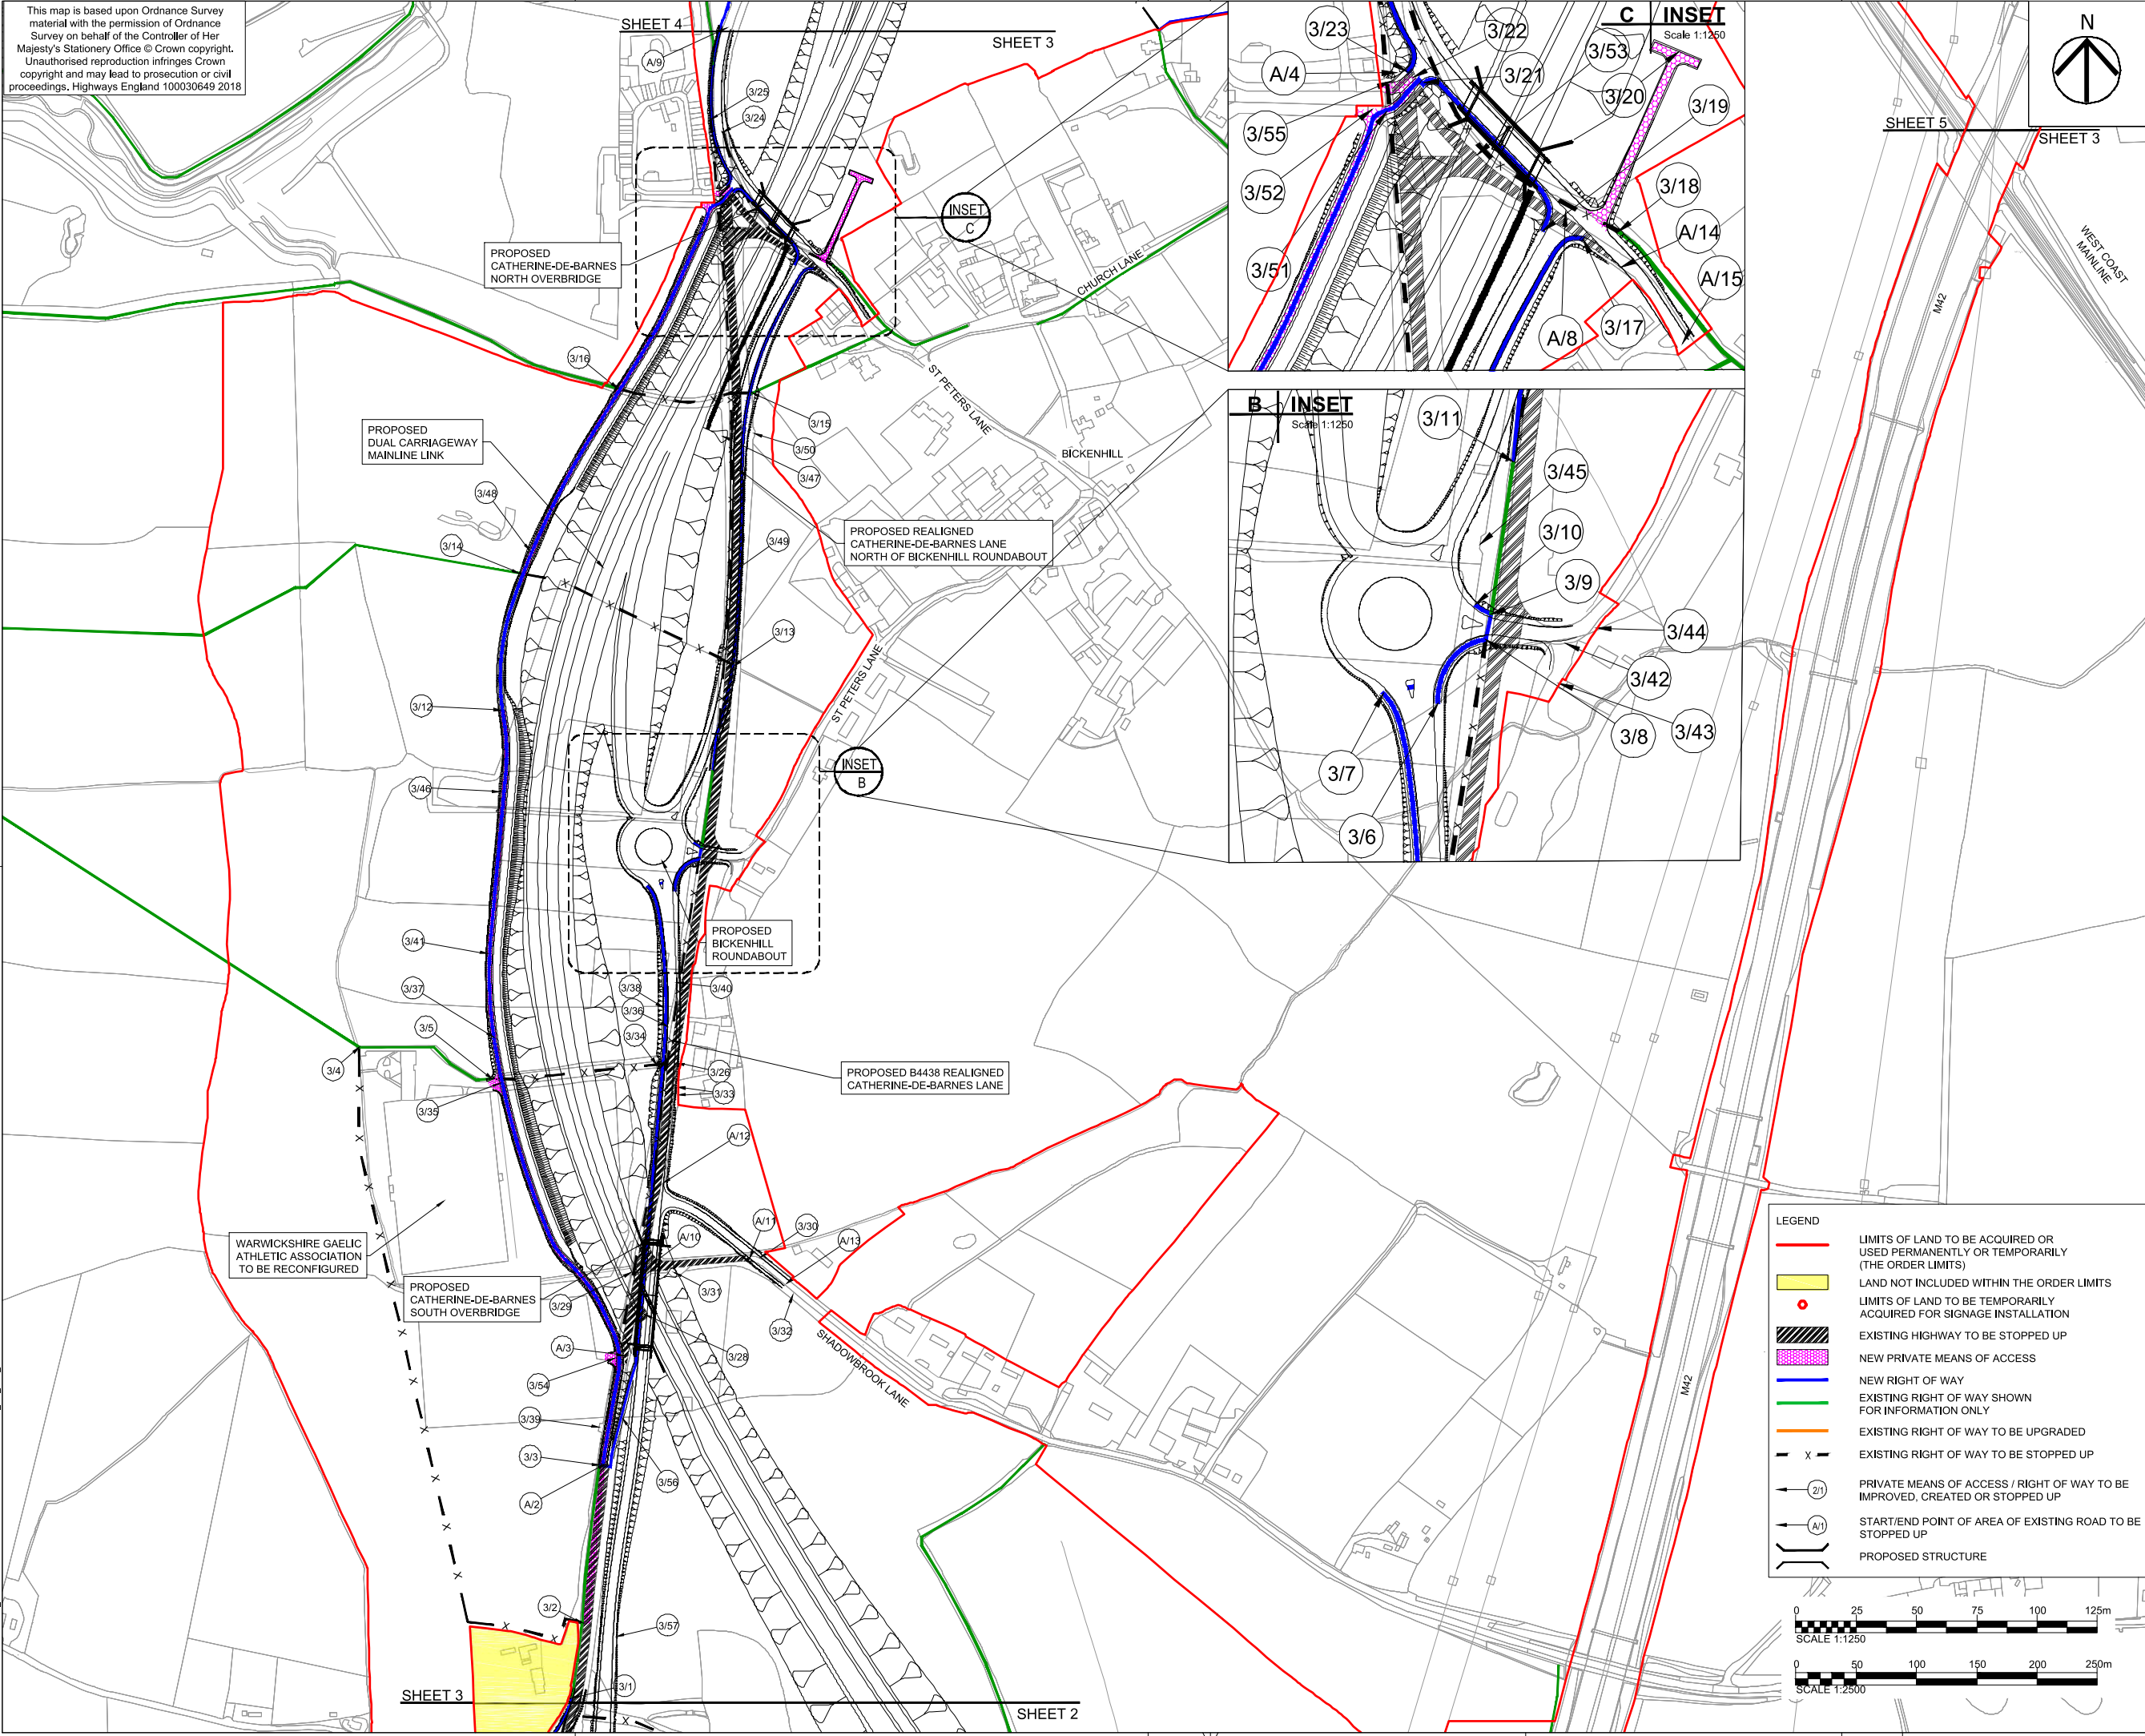 This map is based upon Ordnance Survey
material with the permission of Ordnance
Survey on behalf of the Controller of Her
Majesty's Stationery Office © Crown copyright.
Unauthorised reproduction infringes Crown
copyright and may lead to prosecution or civil
proceedings. Highways England 100030649 2018
SHEET 4
SHEET 3
A/9
3/25
3/24
INSET
C
PROPOSED
CATHERINE-DE-BARNES
NORTH OVERBRIDGE
CHURCH LANE
3/16
ST PETERS LANE
PROPOSED
DUAL CARRIAGEWAY
MAINLINE LINK
3/15
3/50
3/47
BICKENHILL
3/48
3/14
3/49
PROPOSED REALIGNED
CATHERINE-DE-BARNES LANE
NORTH OF BICKENHILL ROUNDABOUT
3/13
ST PETERS LANE
3/12
3/46
INSET
B
3/41
PROPOSED
BICKENHILL
ROUNDABOUT
3/37
3/38
3/40
3/36
3/5
3/34
3/4
3/26
3/33
3/35
PROPOSED B4438 REALIGNED
CATHERINE-DE-BARNES LANE
A/12
A/11
3/30
A/10
A/13
WARWICKSHIRE GAELIC
ATHLETIC ASSOCIATION
TO BE RECONFIGURED
PROPOSED
CATHERINE-DE-BARNES
SOUTH OVERBRIDGE
3/29
3/31
3/32
SHADOWBROOK LANE
A/3
3/28
3/54
3/39
3/3
3/56
A/2
3/2
3/57
3/1
SHEET 3
SHEET 2
C INSET
Scale 1:1250
3/23
3/22
3/53
A/4
3/21
3/20
3/19
3/55
3/52
3/18
A/14
3/51
A/15
3/17
A/8
B INSET
Scale 1:1250
3/11
3/45
3/10
3/9
3/44
3/42
3/43
3/8
3/7
3/6
N
SHEET 5
SHEET 3
WEST COAST
MAINLINE
M42
M42
LEGEND
LIMITS OF LAND TO BE ACQUIRED OR
USED PERMANENTLY OR TEMPORARILY
(THE ORDER LIMITS)
LAND NOT INCLUDED WITHIN THE ORDER LIMITS
LIMITS OF LAND TO BE TEMPORARILY
ACQUIRED FOR SIGNAGE INSTALLATION
EXISTING HIGHWAY TO BE STOPPED UP
NEW PRIVATE MEANS OF ACCESS
NEW RIGHT OF WAY
EXISTING RIGHT OF WAY SHOWN
FOR INFORMATION ONLY
EXISTING RIGHT OF WAY TO BE UPGRADED
X EXISTING RIGHT OF WAY TO BE STOPPED UP
2/1 PRIVATE MEANS OF ACCESS / RIGHT OF WAY TO BE
IMPROVED, CREATED OR STOPPED UP
A/1 START/END POINT OF AREA OF EXISTING ROAD TO BE
STOPPED UP
PROPOSED STRUCTURE
0 25 50 75 100 125m
SCALE 1:1250
0 50 100 150 200 250m
SCALE 1:2500